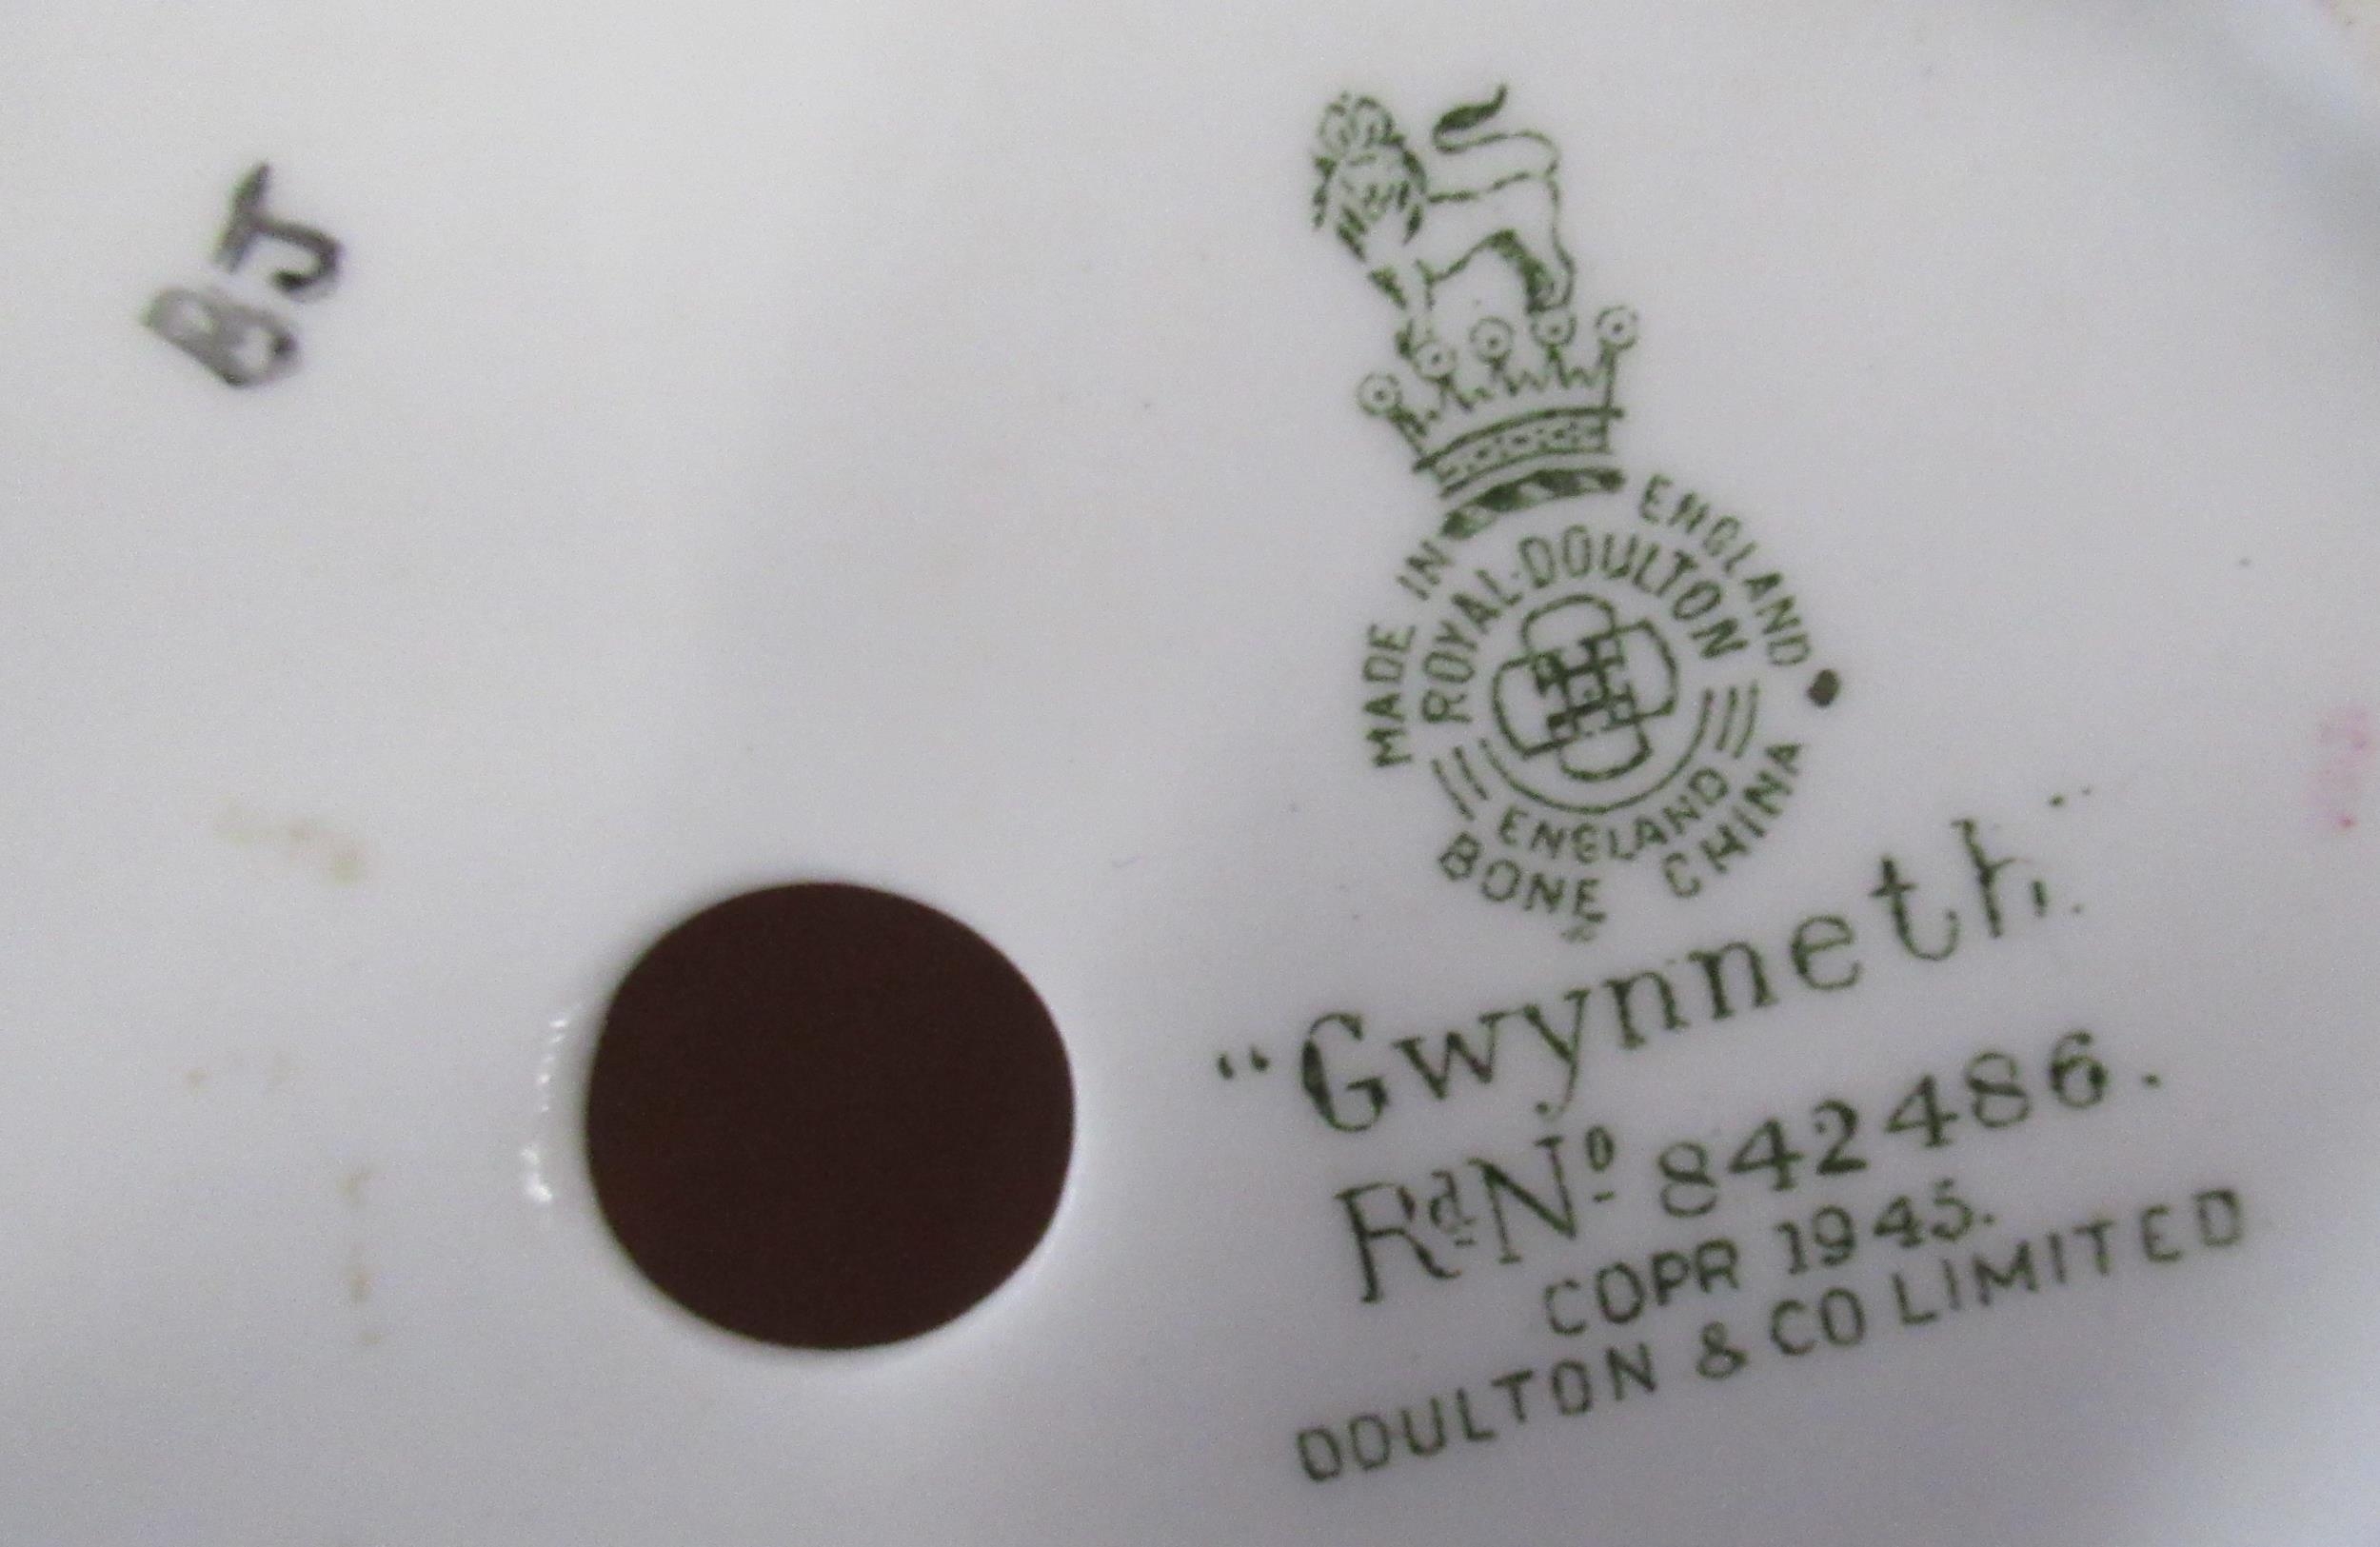 BJ
MADE IN ENGLAND
ROYAL·DOULTON
ENGLAND
BONE CHINA
"Gwynneth"
Rd No 842486.
COPR 1945.
DOULTON & CO LIMITED